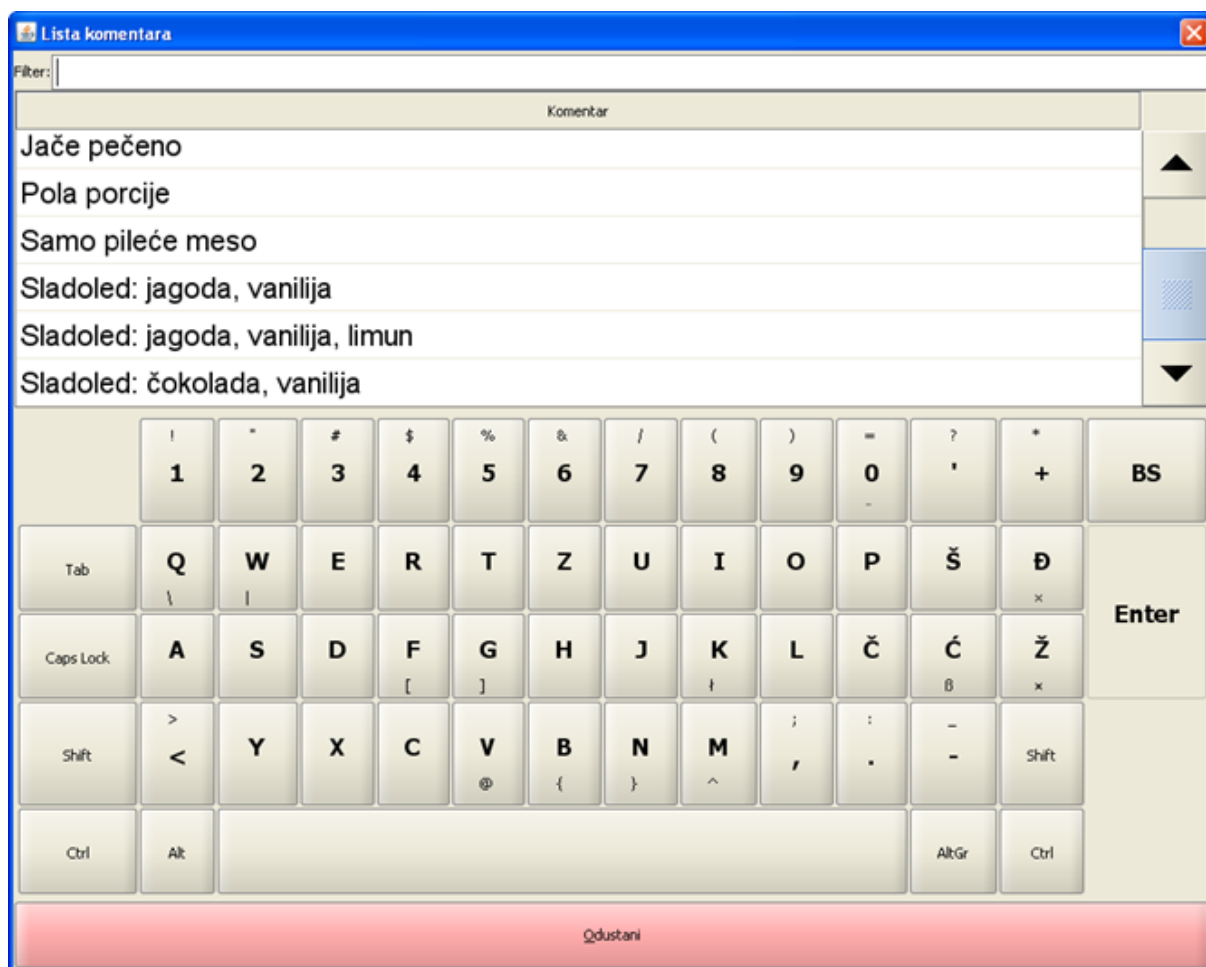 Lista komentara
Filter:
Komentar
Jače pečeno
Pola porcije
Samo pileće meso
Sladoled: jagoda, vanilija
Sladoled: jagoda, vanilija, limun
Sladoled: čokolada, vanilija
! " # $ % & / ( ) = ? *
1 2 3 4 5 6 7 8 9 0 ' + BS
~
Tab Q W E R T Z U I O P Š Đ
\ | ×
Enter
Caps Lock A S D F G H J K L Č Ć Ž
[ ] ł ß ¤
> ; : _
Shift < Y X C V B N M , . - Shift
@ { } ^
Ctrl Alt AltGr Ctrl
Odustani